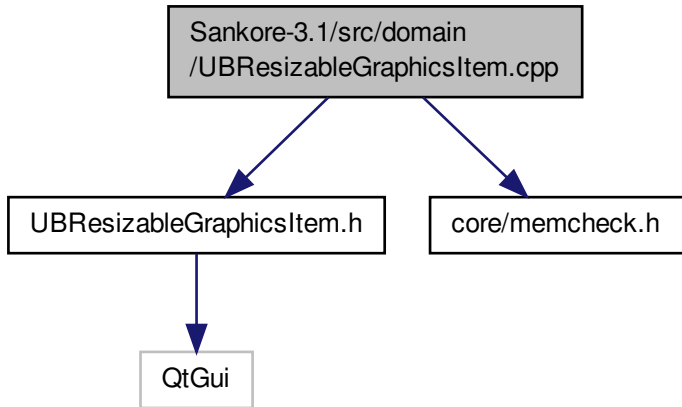 Sankore-3.1/src/domain
/UBResizableGraphicsItem.cpp
UBResizableGraphicsItem.h
core/memcheck.h
QtGui